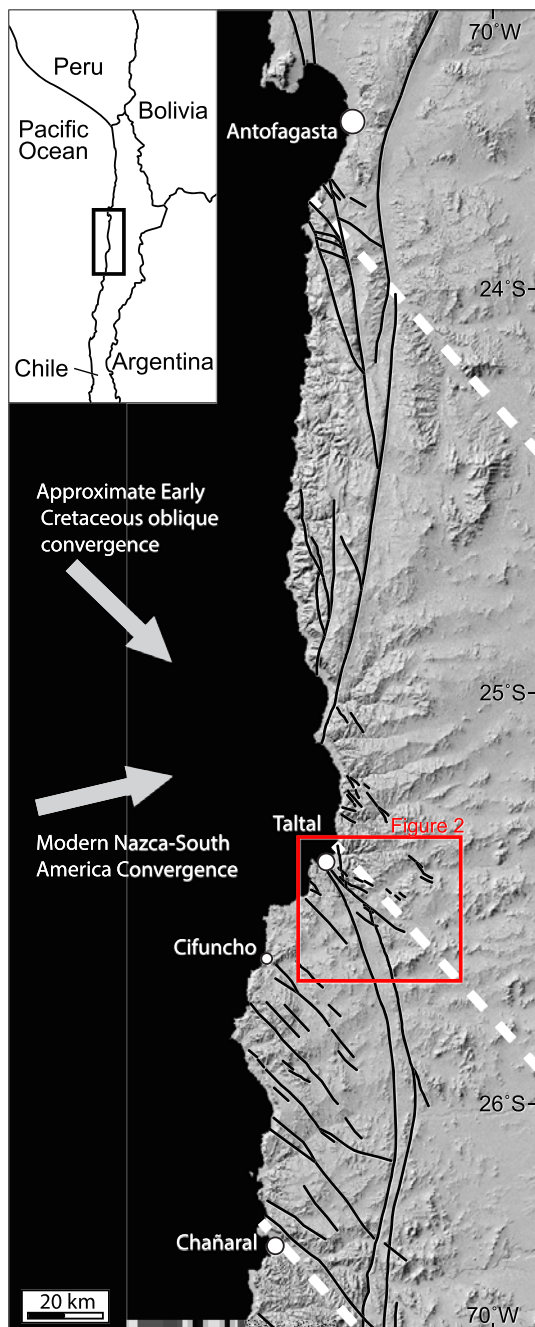 70°W
Peru
Bolivia
Pacific
Ocean
Antofagasta
24°S
Chile
Argentina
Approximate Early
Cretaceous oblique
convergence
25°S
Taltal
Figure 2
Modern Nazca-South
America Convergence
Cifuncho
26°S
Chañaral
20 km
70°W